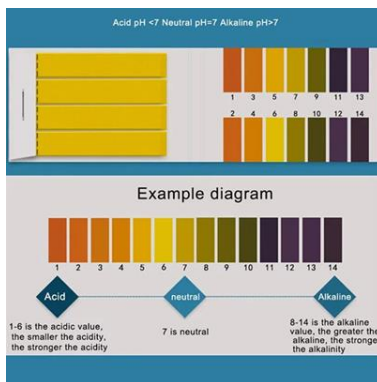 Acid pH <7 Neutral pH=7 Alkaline pH>7
1 3 5 7 9 11 13
2 4 6 8 10 12 14
Example diagram
1 2 3 4 5 6 7 8 9 10 11 12 13 14
Acid
neutral
Alkaline
1-6 is the acidic value,
the smaller the acidity,
the stronger the acidity
7 is neutral
8-14 is the alkaline
value, the greater the
alkaline, the stronge
the alkalinity